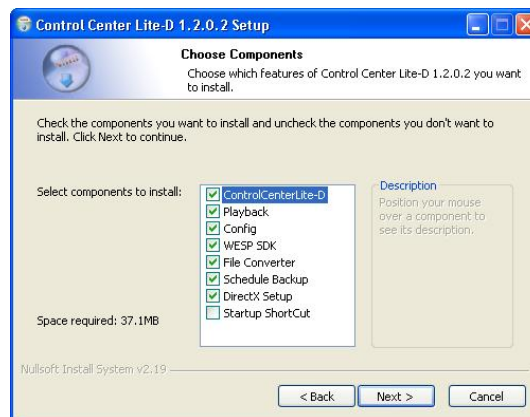 Control Center Lite-D 1.2.0.2 Setup
Choose Components
Choose which features of Control Center Lite-D 1.2.0.2 you want
to install.
Check the components you want to install and uncheck the components you don't want to
install. Click Next to continue.
Select components to install:
ControlCenterLite-D
Playback
Config
WESP SDK
File Converter
Schedule Backup
DirectX Setup
Startup ShortCut
Description
Position your mouse
over a component to
see its description.
Space required: 37.1MB
Nullsoft Install System v2.19
< Back
Next >
Cancel